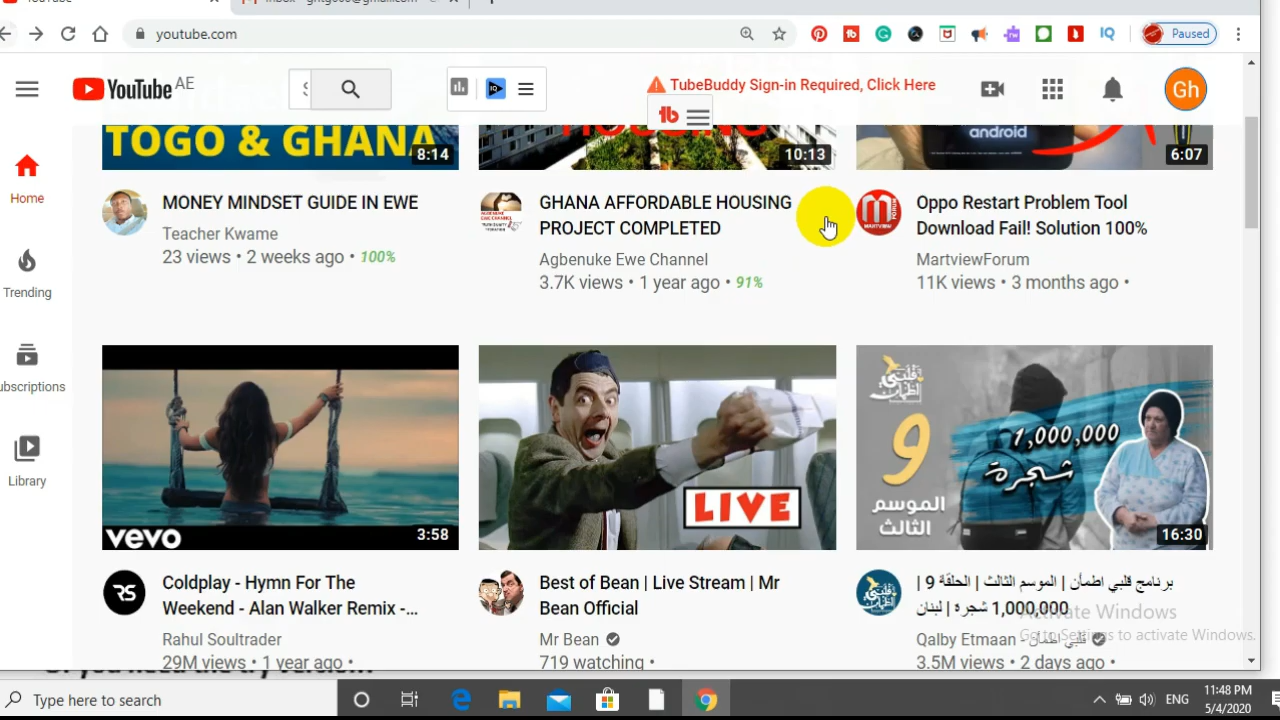 youtube.com
Paused
YouTube AE
TubeBuddy Sign-in Required, Click Here
Gh
TOGO & GHANA
8:14
HOUSING
10:13
android
6:07
Home
MONEY MINDSET GUIDE IN EWE
Teacher Kwame
23 views • 2 weeks ago • 100%
GHANA AFFORDABLE HOUSING
PROJECT COMPLETED
Agbenuke Ewe Channel
3.7K views • 1 year ago • 91%
Oppo Restart Problem Tool
Download Fail! Solution 100%
MartviewForum
11K views • 3 months ago •
Trending
ubscriptions
Library
vevo
3:58
LIVE
قلبي اطمأن
1,000,000
شجرة
9
الموسم
الثالث
16:30
RS
Coldplay - Hymn For The
Weekend - Alan Walker Remix -...
Rahul Soultrader
29M views • 1 year ago •
Best of Bean | Live Stream | Mr
Bean Official
Mr Bean
719 watching •
برنامج قلبي اطمأن | الموسم الثالث | الحلقة 9 |
1,000,000 شجرة | لبنان
Qalby Etmaan - قلبي اطمأن
3.5M views • 2 days ago •
Activate Windows
Go to Settings to activate Windows.
Type here to search
ENG
11:48 PM
5/4/2020